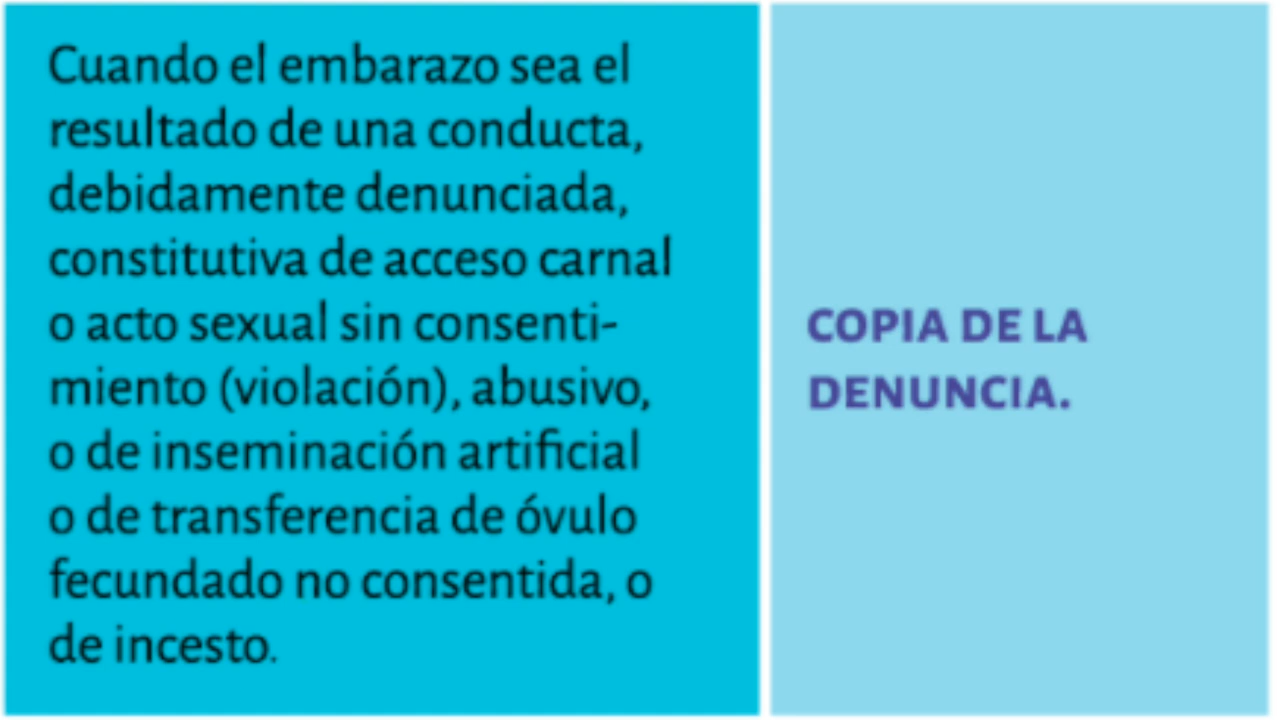 Cuando el embarazo sea el
resultado de una conducta,
debidamente denunciada,
constitutiva de acceso carnal
o acto sexual sin consenti-
miento (violación), abusivo,
o de inseminación artificial
o de transferencia de óvulo
fecundado no consentida, o
de incesto.
COPIA DE LA
DENUNCIA.